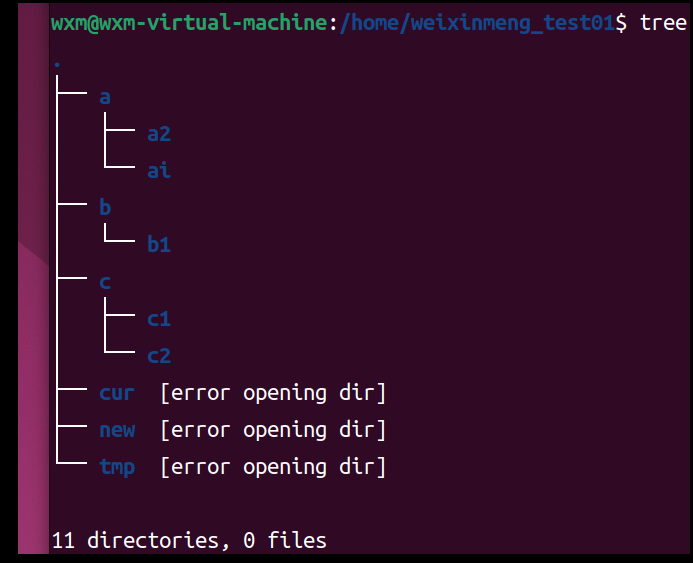 wxm@wxm-virtual-machine:/home/weixinmeng_test01$ tree
.
├── a
│   ├── a2
│   └── ai
├── b
│   └── b1
├── c
│   ├── c1
│   └── c2
├── cur  [error opening dir]
├── new  [error opening dir]
└── tmp  [error opening dir]
11 directories, 0 files